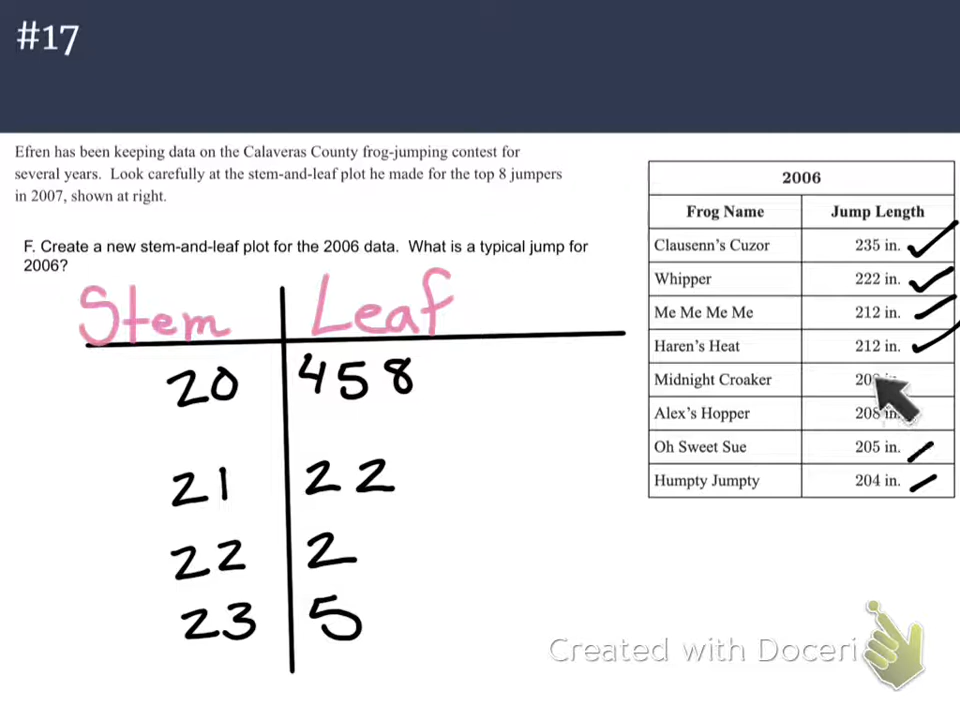 #17
Efren has been keeping data on the Calaveras County frog-jumping contest for
several years. Look carefully at the stem-and-leaf plot he made for the top 8 jumpers
in 2007, shown at right.
F. Create a new stem-and-leaf plot for the 2006 data. What is a typical jump for
2006?
Stem Leaf
20 4 5 8
21 2 2
22 2
23 5
2006
Frog Name Jump Length
Clausenn's Cuzor 235 in.
Whipper 222 in.
Me Me Me Me 212 in.
Haren's Heat 212 in.
Midnight Croaker
Alex's Hopper 208 in.
Oh Sweet Sue 205 in.
Humpty Jumpty 204 in.
Created with Doceri